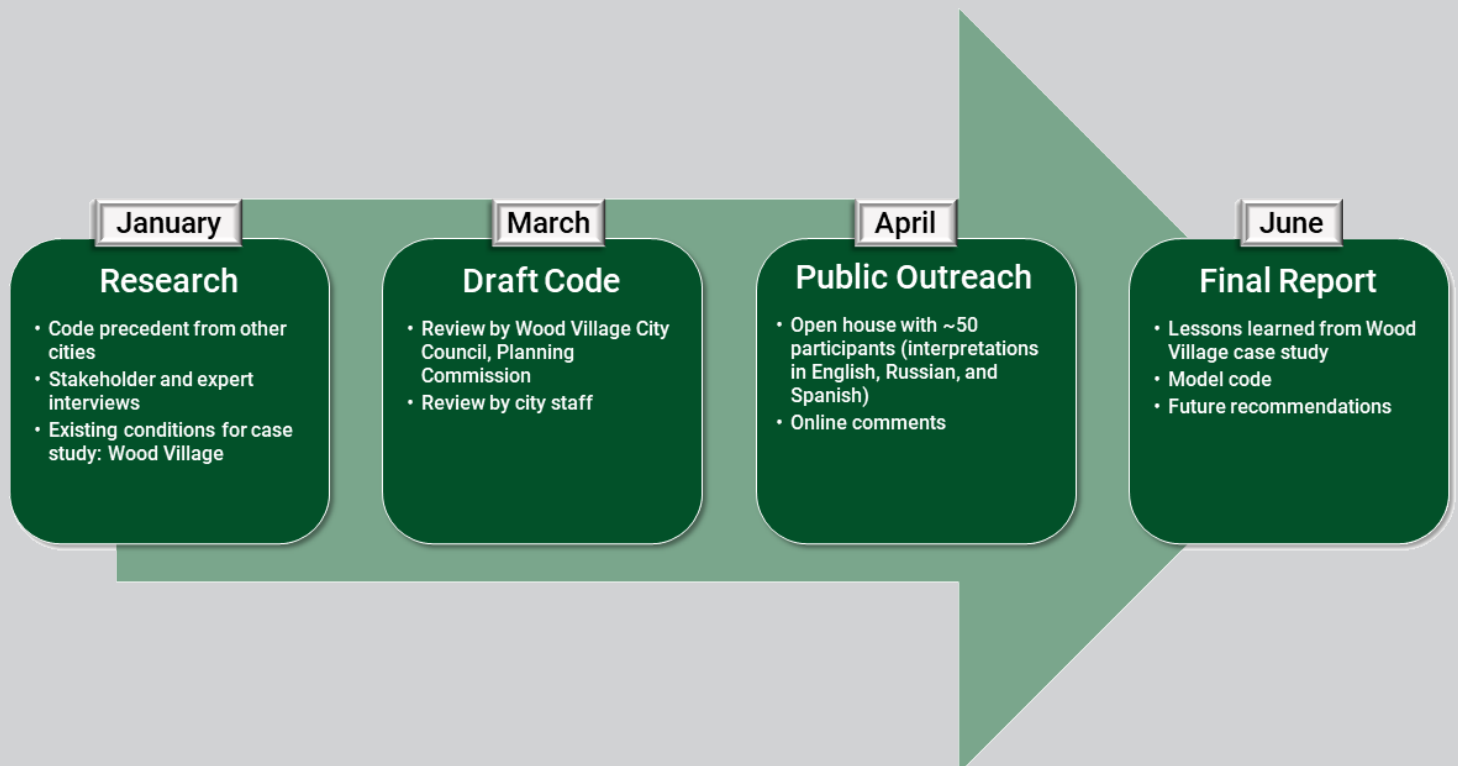 January
Research
• Code precedent from other
cities
• Stakeholder and expert
interviews
• Existing conditions for case
study: Wood Village
March
Draft Code
• Review by Wood Village City
Council, Planning
Commission
• Review by city staff
April
Public Outreach
• Open house with ~50
participants (interpretations
in English, Russian, and
Spanish)
• Online comments
June
Final Report
• Lessons learned from Wood
Village case study
• Model code
• Future recommendations